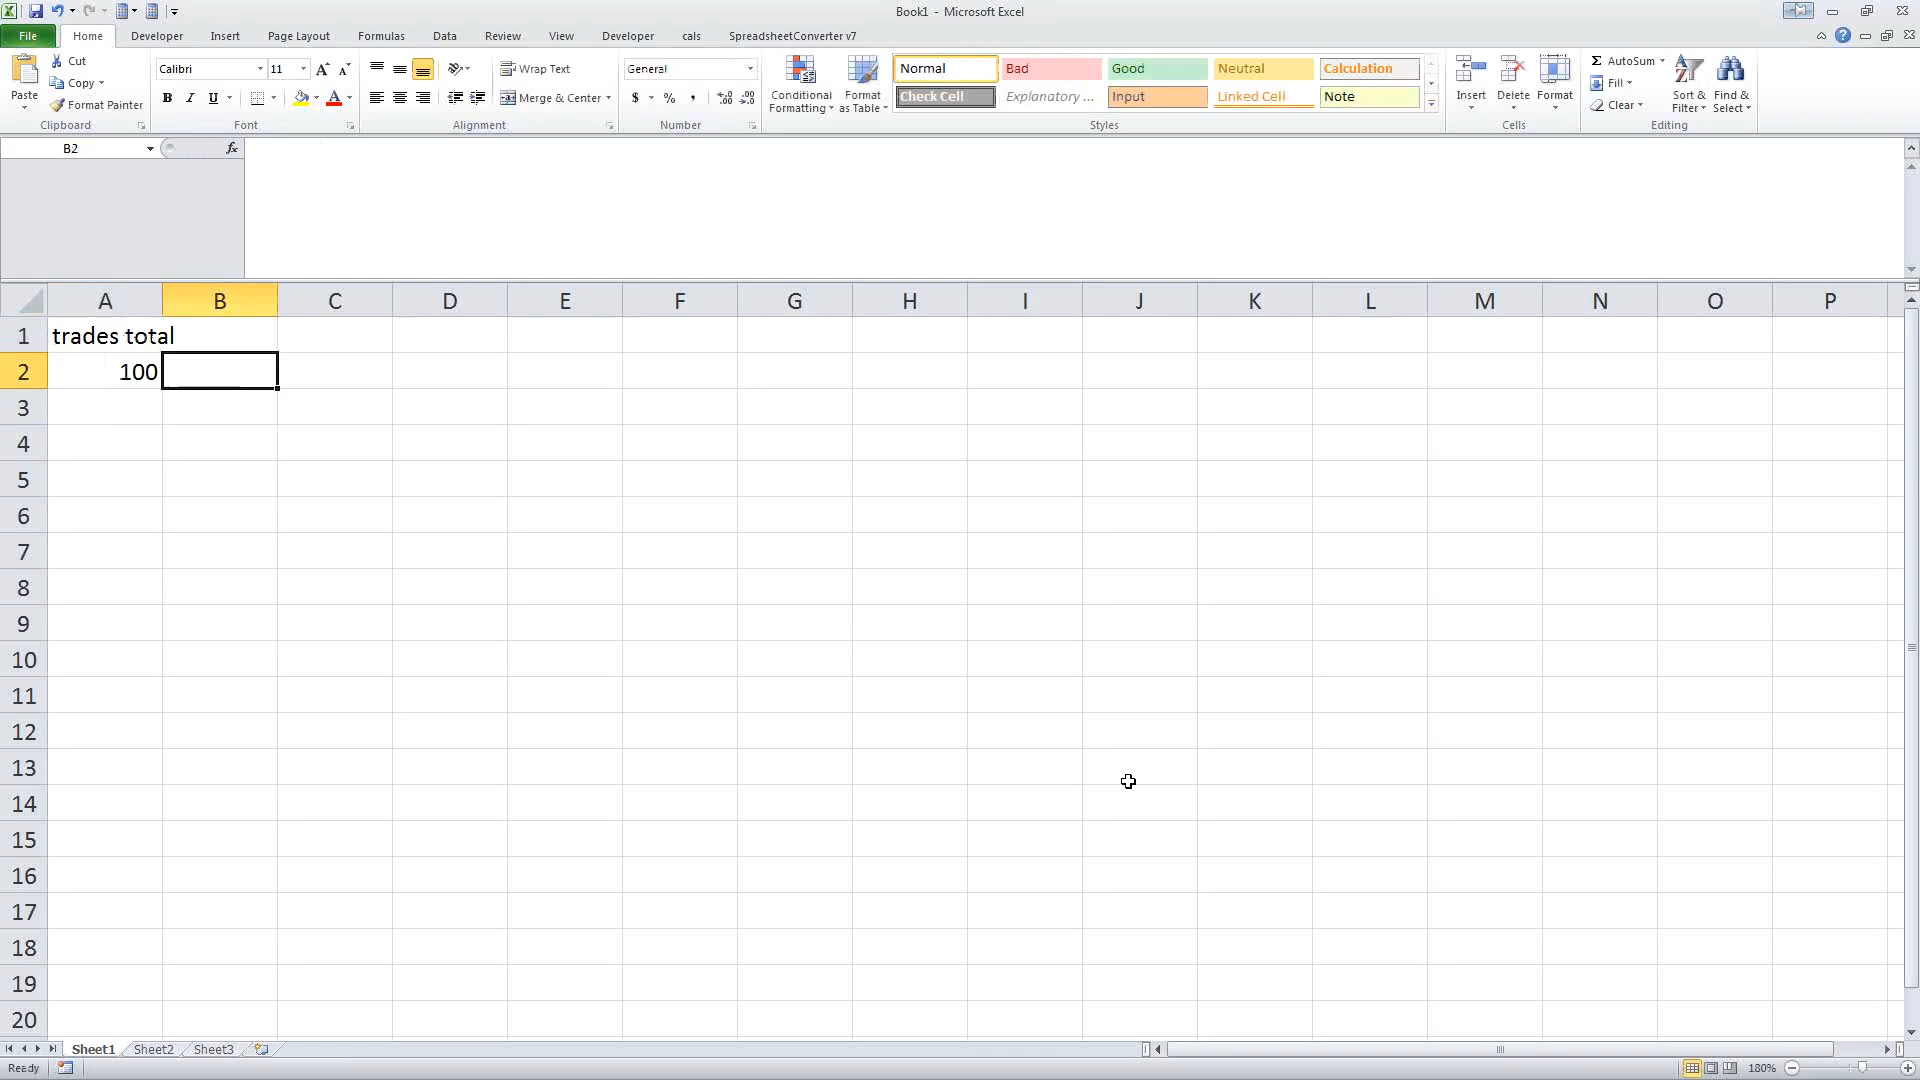 Book1 - Microsoft Excel
File Home Developer Insert Page Layout Formulas Data Review View Developer cals SpreadsheetConverter v7
Paste
Cut
Copy
Format Painter
Clipboard
Calibri 11
B I U
Font
Wrap Text
Merge & Center
Alignment
General
$ % ,
Number
Conditional Formatting
Format as Table
Normal Bad Good Neutral Calculation
Check Cell Explanatory ... Input Linked Cell Note
Styles
Insert Delete Format
Cells
Σ AutoSum
Fill
Clear
Sort & Filter
Find & Select
Editing
B2 fx
A B C D E F G H I J K L M N O P
1 trades total
2 100
3
4
5
6
7
8
9
10
11
12
13
14
15
16
17
18
19
20
Sheet1 Sheet2 Sheet3
Ready 180%